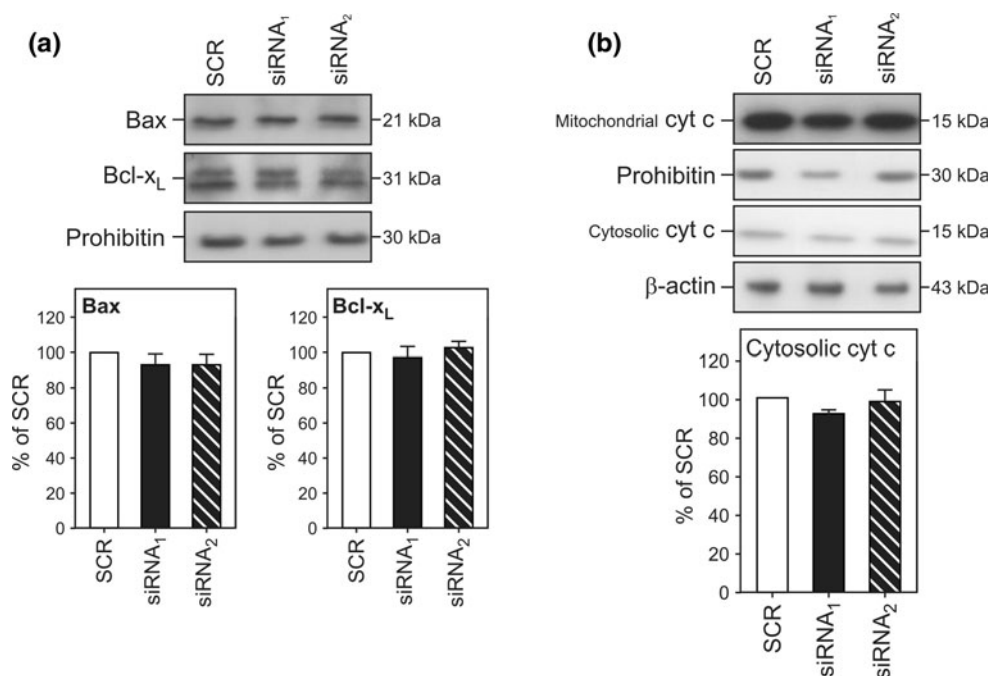 (a)
SCR
siRNA₁
siRNA₂
Bax
21 kDa
Bcl-xL
31 kDa
Prohibitin
30 kDa
Bax
% of SCR
120
100
80
60
40
20
0
SCR
siRNA₁
siRNA₂
Bcl-xL
% of SCR
120
100
80
60
40
20
0
SCR
siRNA₁
siRNA₂
(b)
SCR
siRNA₁
siRNA₂
Mitochondrial cyt c
15 kDa
Prohibitin
30 kDa
Cytosolic cyt c
15 kDa
β-actin
43 kDa
Cytosolic cyt c
% of SCR
120
100
80
60
40
20
0
SCR
siRNA₁
siRNA₂